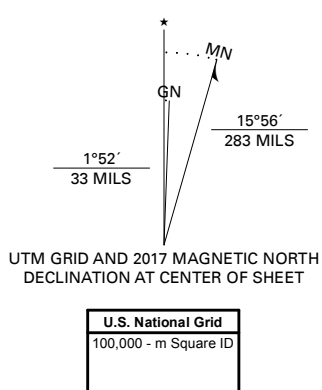 ★
MN
GN
15°56´
283 MILS
1°52´
33 MILS
UTM GRID AND 2017 MAGNETIC NORTH
DECLINATION AT CENTER OF SHEET
U.S. National Grid
100,000 - m Square ID